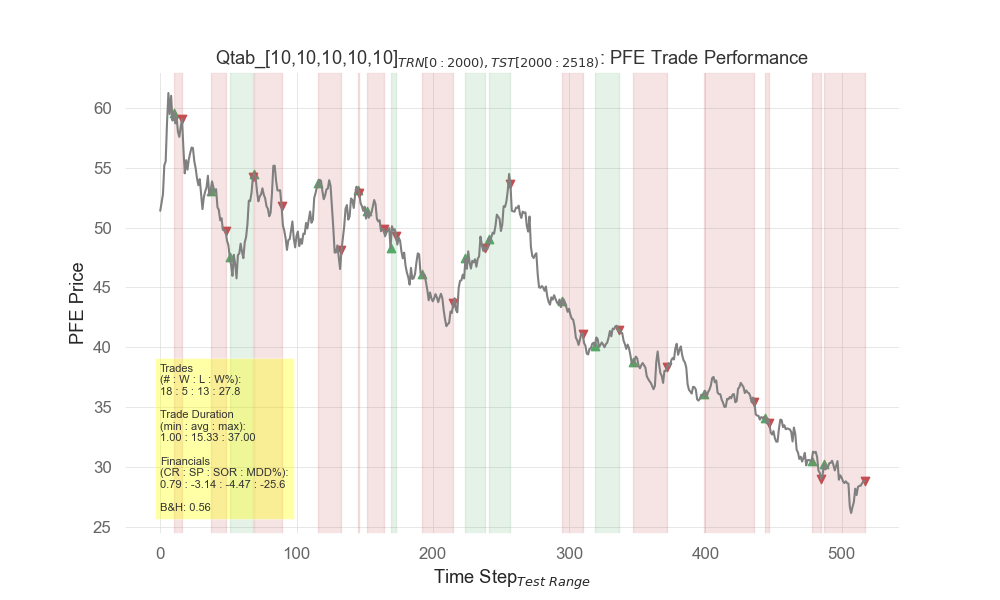 Qtab_[10,10,10,10,10]TRN[0:2000),TST[2000:2518): PFE Trade Performance
PFE Price
60
55
50
45
40
35
30
25
Trades
(# : W : L : W%):
18 : 5 : 13 : 27.8
Trade Duration
(min : avg : max):
1.00 : 15.33 : 37.00
Financials
(CR : SP : SOR : MDD%):
0.79 : -3.14 : -4.47 : -25.6
B&H: 0.56
0 100 200 300 400 500
Time StepTest Range